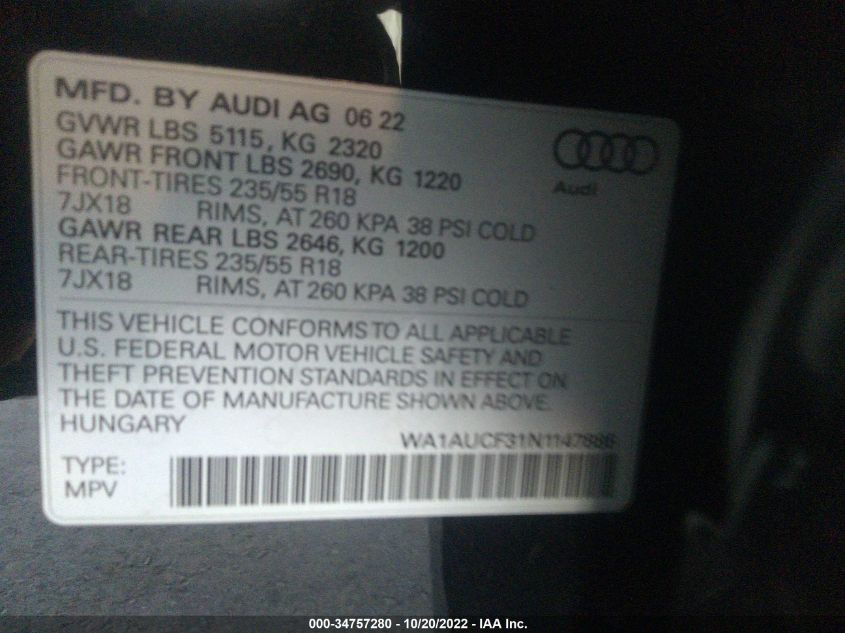 MFD. BY AUDI AG 06 22
GVWR LBS 5115, KG 2320
GAWR FRONT LBS 2690, KG 1220
FRONT-TIRES 235/55 R18
7JX18 RIMS, AT 260 KPA 38 PSI COLD
GAWR REAR LBS 2646, KG 1200
REAR-TIRES 235/55 R18
7JX18 RIMS, AT 260 KPA 38 PSI COLD
Audi
THIS VEHICLE CONFORMS TO ALL APPLICABLE
U.S. FEDERAL MOTOR VEHICLE SAFETY AND
THEFT PREVENTION STANDARDS IN EFFECT ON
THE DATE OF MANUFACTURE SHOWN ABOVE.
HUNGARY
WA1AUCF31N1147886
TYPE:
MPV
000-34757280 - 10/20/2022 - IAA Inc.